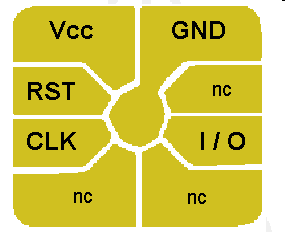 Vcc GND
RST nc
CLK I / O
nc nc